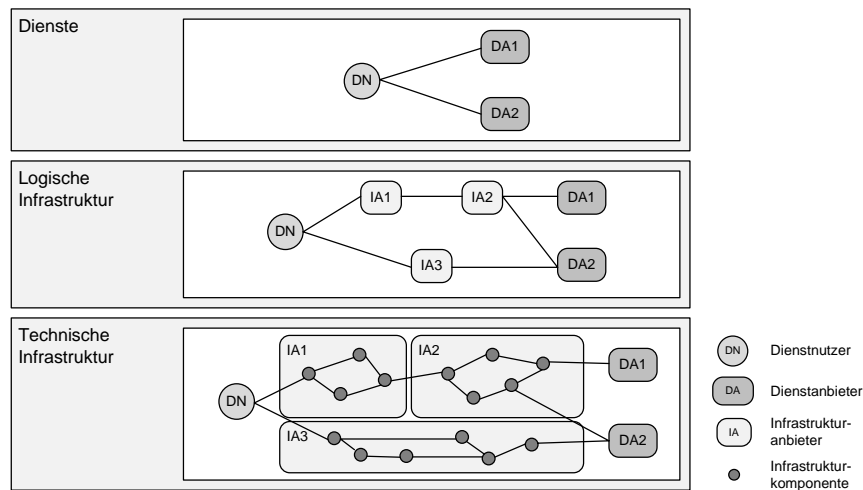 Dienste
DA1
DN
DA2
Logische
Infrastruktur
IA1
IA2
DA1
DN
IA3
DA2
Technische
Infrastruktur
IA1
IA2
DA1
DN
IA3
DA2
DN
Dienstnutzer
DA
Dienstanbieter
IA
Infrastruktur-
anbieter
Infrastruktur-
komponente